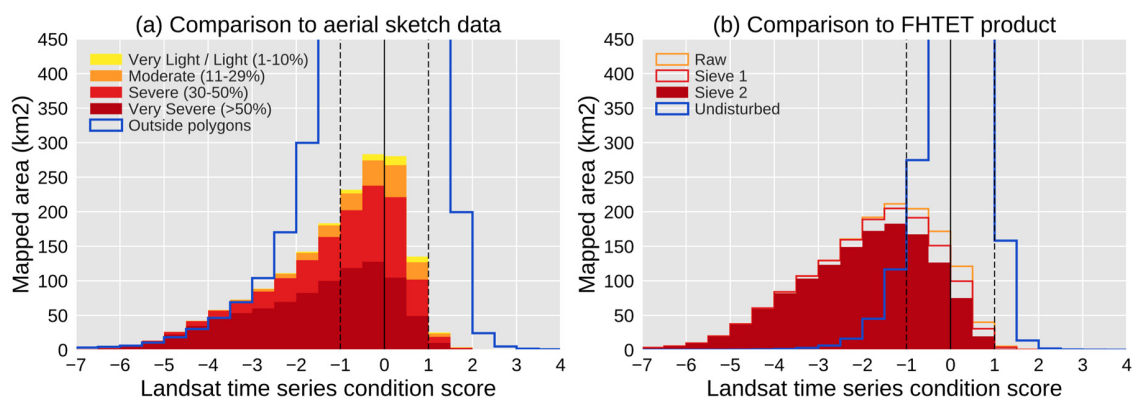 (a) Comparison to aerial sketch data
450
400
350
300
250
200
150
100
50
0
Mapped area (km2)
Very Light / Light (1-10%)
Moderate (11-29%)
Severe (30-50%)
Very Severe (>50%)
Outside polygons
−7 −6 −5 −4 −3 −2 −1 0 1 2 3 4
Landsat time series condition score
(b) Comparison to FHTET product
450
400
350
300
250
200
150
100
50
0
Mapped area (km2)
Raw
Sieve 1
Sieve 2
Undisturbed
−7 −6 −5 −4 −3 −2 −1 0 1 2 3 4
Landsat time series condition score